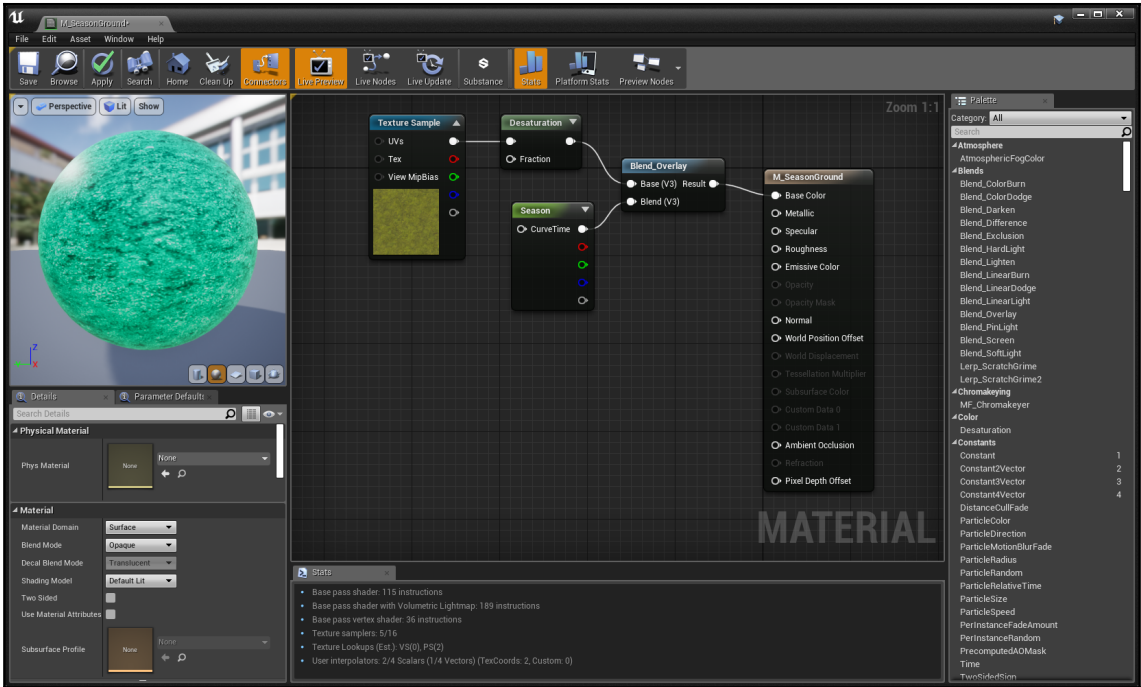 M_SeasonGround*
File Edit Asset Window Help
Save Browse Apply Search Home Clean Up Connectors Live Preview Live Nodes Live Update Substance Stats Platform Stats Preview Nodes
Perspective Lit Show
Z
X
Zoom 1:1
Texture Sample
UVs
Tex
View MipBias
Desaturation
Fraction
Season
CurveTime
Blend_Overlay
Base (V3) Result
Blend (V3)
M_SeasonGround
Base Color
Metallic
Specular
Roughness
Emissive Color
Opacity
Opacity Mask
Normal
World Position Offset
World Displacement
Tessellation Multiplier
Subsurface Color
Custom Data 0
Custom Data 1
Ambient Occlusion
Refraction
Pixel Depth Offset
MATERIAL
Details
Parameter Defaults
Search Details
Physical Material
Phys Material
None
None
Material
Material Domain Surface
Blend Mode Opaque
Decal Blend Mode Translucent
Shading Model Default Lit
Two Sided
Use Material Attributes
Subsurface Profile
None
None
Stats
Base pass shader: 115 instructions
Base pass shader with Volumetric Lightmap: 189 instructions
Base pass vertex shader: 36 instructions
Texture samplers: 5/16
Texture Lookups (Est.): VS(0), PS(2)
User interpolators: 2/4 Scalars (1/4 Vectors) (TexCoords: 2, Custom: 0)
Palette
Category: All
Search
Atmosphere
AtmosphericFogColor
Blends
Blend_ColorBurn
Blend_ColorDodge
Blend_Darken
Blend_Difference
Blend_Exclusion
Blend_HardLight
Blend_Lighten
Blend_LinearBurn
Blend_LinearDodge
Blend_LinearLight
Blend_Overlay
Blend_PinLight
Blend_Screen
Blend_SoftLight
Lerp_ScratchGrime
Lerp_ScratchGrime2
Chromakeying
MF_Chromakeyer
Color
Desaturation
Constants
Constant 1
Constant2Vector 2
Constant3Vector 3
Constant4Vector 4
DistanceCullFade
ParticleColor
ParticleDirection
ParticleMotionBlurFade
ParticleRadius
ParticleRandom
ParticleRelativeTime
ParticleSize
ParticleSpeed
PerInstanceFadeAmount
PerInstanceRandom
PrecomputedAOMask
Time
TwoSidedSign